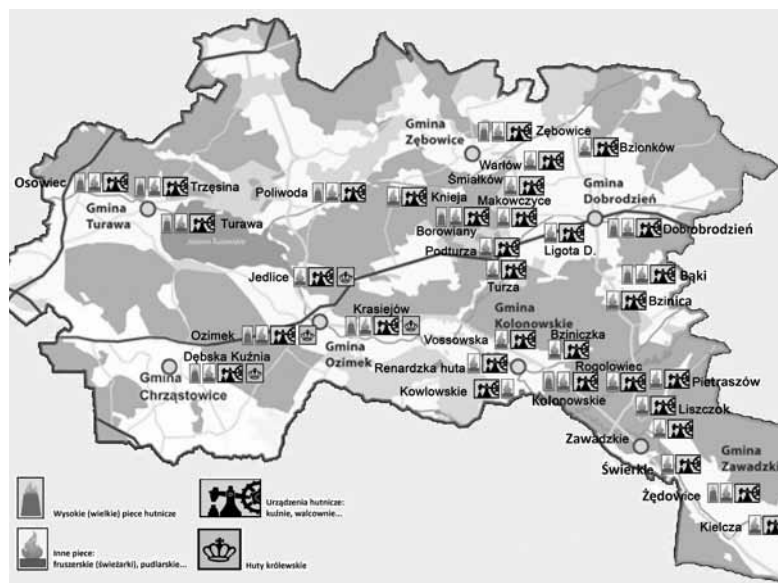 Gmina
Zębowice
Zębowice
Bzionków
Warłów
Śmiałków
Osowiec
Trzęsina
Poliwoda
Knieja
Makowczyce
Gmina
Dobrodzień
Gmina
Turawa
Turawa
Borowiany
Ligota D.
Dobrobrodzień
Podturza
Jedlice
Turza
Bąki
Bzinica
Krasiejów
Gmina
Kolonowskie
Ozimek
Gmina
Ozimek
Vossowska
Bziniczka
Dębska Kuźnia
Renardzka huta
Rogolowiec
Pietraszów
Gmina
Chrząstowice
Kowlowskie
Kolonowskie
Liszczok
Zawadzkie
Gmina
Zawadzki
Świerkle
Żędowice
Kielcza
Wysokie (wielkie) piece hutnicze
Urządzenia hutnicze:
kuźnie, walcownie...
Inne piece:
fruszerskie (świeżarki), pudlarskie...
Huty królewskie